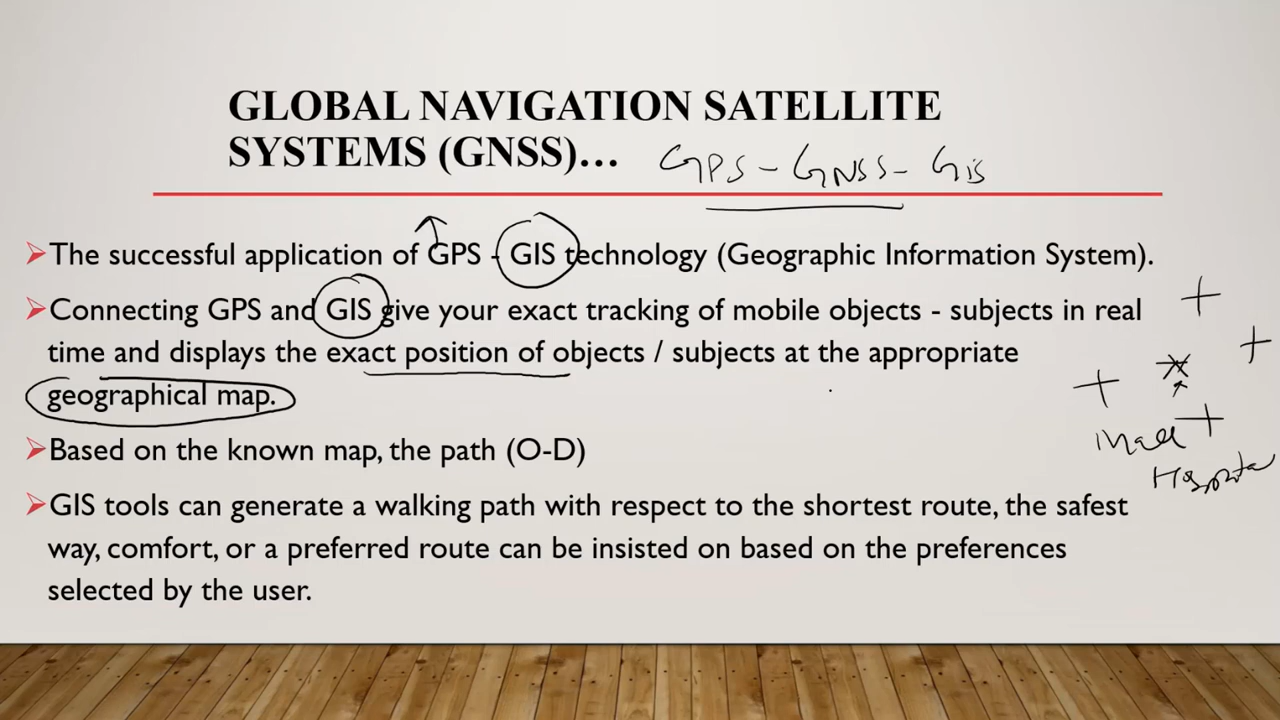 GLOBAL NAVIGATION SATELLITE
SYSTEMS (GNSS)...
GPS - GNSS - GIS
➢The successful application of GPS - GIS technology (Geographic Information System).
➢Connecting GPS and GIS give your exact tracking of mobile objects - subjects in real
time and displays the exact position of objects / subjects at the appropriate
geographical map.
➢Based on the known map, the path (O-D)
➢GIS tools can generate a walking path with respect to the shortest route, the safest
way, comfort, or a preferred route can be insisted on based on the preferences
selected by the user.
Mall
Hospital